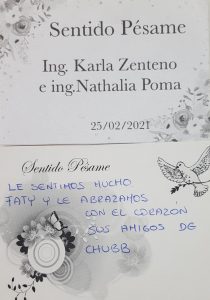 Sentido Pésame
Ing. Karla Zenteno
e ing.Nathalia Poma
25/02/2021
Sentido Pésame
LE SENTIMOS MUCHO
FATY Y LE ABRAZAMOS
CON EL CORAZÓN
SUS AMIGOS DE
CHUBB